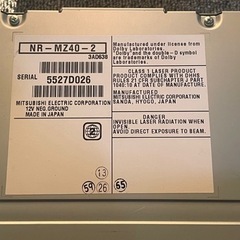 NR-MZ40-2
3AD638
SERIAL 5527D026
MITSUBISHI ELECTRIC CORPORATION
12V NEG.GROUND
MADE IN JAPAN
Manufactured under license from
Dolby Laboratories.
"Dolby" and the double-D symbol
are trademarks of Dolby
Laboratories.
CLASS 1 LASER PRODUCT
PRODUCT COMPLIES WITH DHHS
RULES 21 CFR SUBCHAPTER J PART
1040.10 AT DATE OF MANUFACTURE.
MANUFACTURED
MITSUBISHI ELECTRIC CORPORATION
SANDA, HYOGO, JAPAN
DANGER
INVISIBLE LASER RADIATION WHEN
OPEN.
AVOID DIRECT EXPOSURE TO BEAM.
13
59 26 65